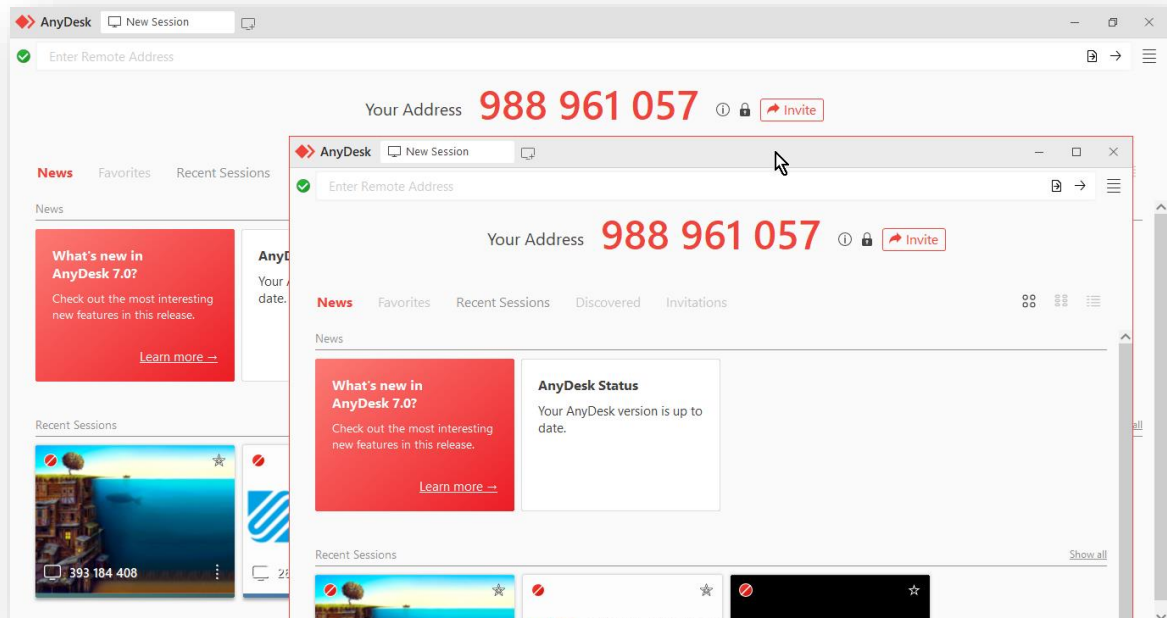 AnyDesk New Session
Enter Remote Address
Your Address 988 961 057 Invite
News Favorites Recent Sessions
News
What's new in
AnyDesk 7.0?
Check out the most interesting
new features in this release.
Learn more →
Your
date.
Recent Sessions
all
393 184 408
AnyDesk New Session
Enter Remote Address
Your Address 988 961 057 Invite
News Favorites Recent Sessions Discovered Invitations
News
What's new in
AnyDesk 7.0?
Check out the most interesting
new features in this release.
Learn more →
AnyDesk Status
Your AnyDesk version is up to
date.
Recent Sessions Show all